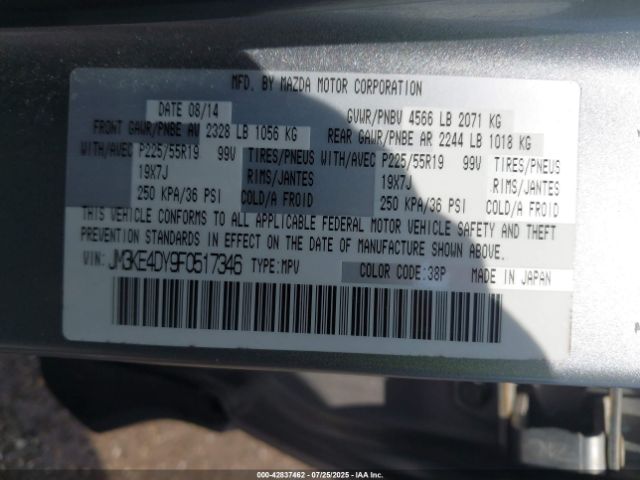 MFD. BY MAZDA MOTOR CORPORATION
DATE 08/14 GVWR/PNBV 4566 LB 2071 KG
FRONT GAWR/PNBE AV 2328 LB 1056 KG REAR GAWR/PNBE AR 2244 LB 1018 KG
WITH/AVEC P225/55R19 99V TIRES/PNEUS WITH/AVEC P225/55R19 99V TIRES/PNEUS
19X7J RIMS/JANTES 19X7J RIMS/JANTES
250 KPA/36 PSI COLD/A FROID 250 KPA/36 PSI COLD/A FROID
THIS VEHICLE CONFORMS TO ALL APPLICABLE FEDERAL MOTOR VEHICLE SAFETY AND THEFT
PREVENTION STANDARDS IN EFFECT ON THE DATE OF MANUFACTURE SHOWN ABOVE.
VIN: JM3KE4DY9F0517346 TYPE:MPV COLOR CODE:38P MADE IN JAPAN
© 00-42837462 - 07/25/2025 - IAAI.COM